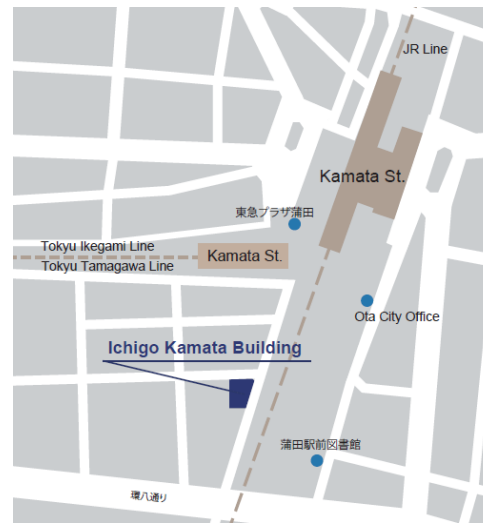 JR Line
Kamata St.
東急プラザ蒲田
Tokyu Ikegami Line
Kamata St.
Tokyu Tamagawa Line
Ota City Office
Ichigo Kamata Building
蒲田駅前図書館
環八通り